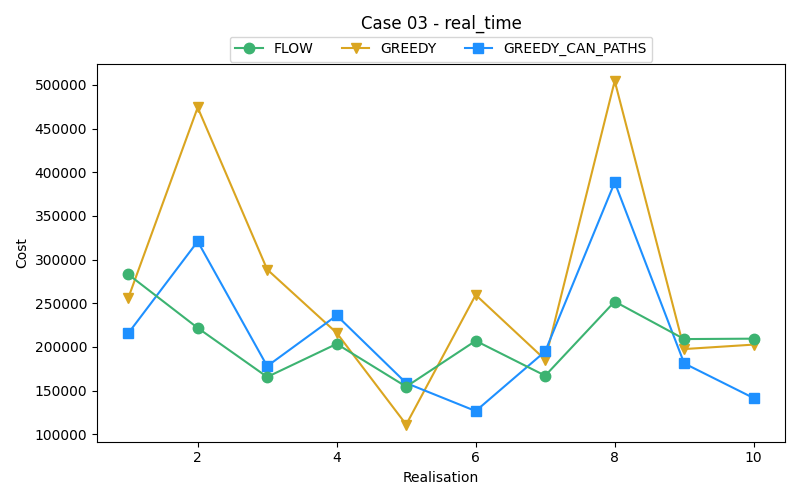 Case 03 - real_time
FLOW GREEDY GREEDY_CAN_PATHS
500000
450000
400000
350000
300000
250000
200000
150000
100000
Cost
2 4 6 8 10
Realisation